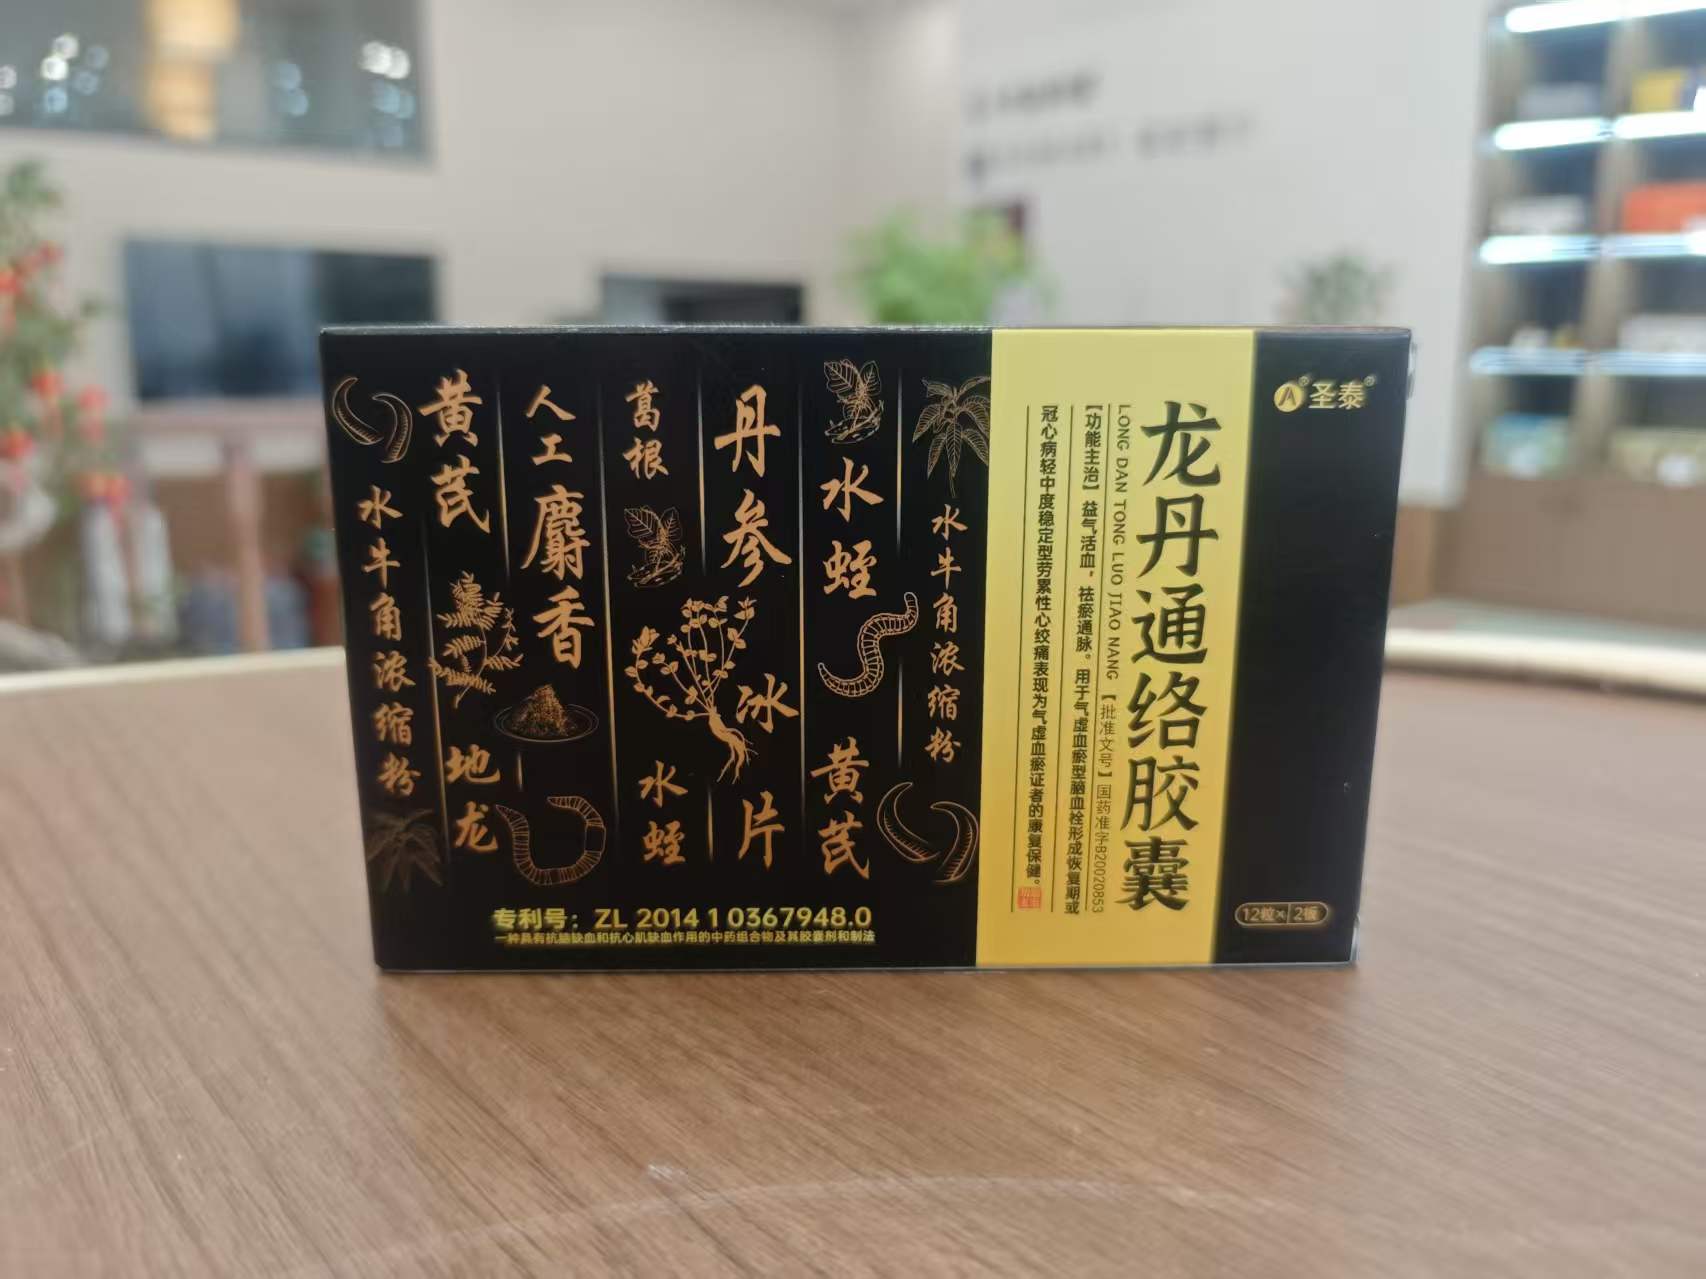 圣泰
龙丹通络胶囊
LONG DAN TONG LUO JIAO NANG
【批准文号】国药准字B20020853
【功能主治】益气活血,祛瘀通脉。用于气虚血瘀型脑血栓形成恢复期或
冠心病轻中度稳定型劳累性心绞痛表现为气虚血瘀证者的康复保健。
12粒×2板
水牛角浓缩粉
水蛭
黄芪
丹参
冰片
葛根
水蛭
人工麝香
黄芪
地龙
水牛角浓缩粉
专利号：ZL 2014 1 0367948.0
一种具有抗脑缺血和抗心肌缺血作用的中药组合物及其胶囊剂和制法